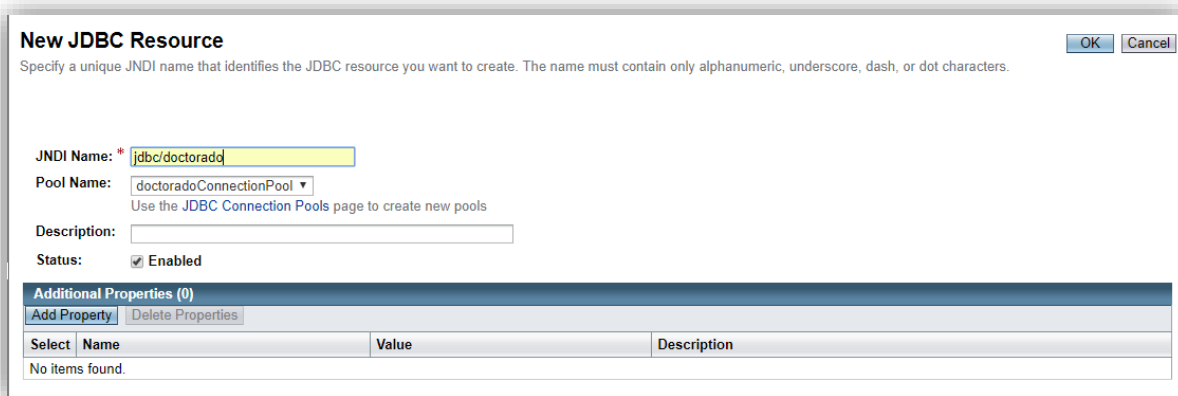 New JDBC Resource
OK Cancel
Specify a unique JNDI name that identifies the JDBC resource you want to create. The name must contain only alphanumeric, underscore, dash, or dot characters.
JNDI Name: * jdbc/doctorado
Pool Name: doctoradoConnectionPool
Use the JDBC Connection Pools page to create new pools
Description:
Status: Enabled
Additional Properties (0)
Add Property Delete Properties
Select Name Value Description
No items found.